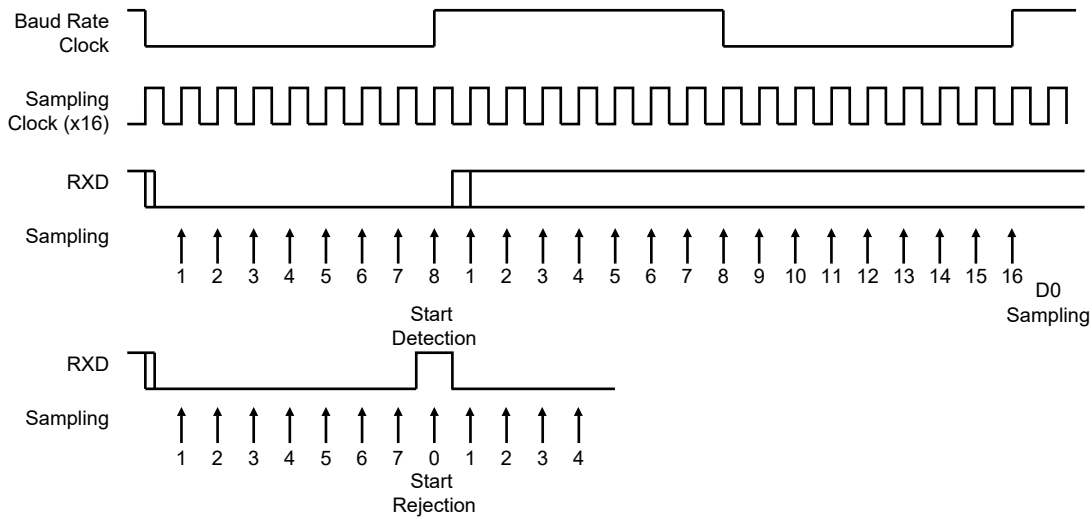 Baud Rate
Clock
Sampling
Clock (x16)
RXD
Sampling
1 2 3 4 5 6 7 8 1 2 3 4 5 6 7 8 9 10 11 12 13 14 15 16
D0
Sampling
Start
Detection
RXD
Sampling
1 2 3 4 5 6 7 0 1 2 3 4
Start
Rejection